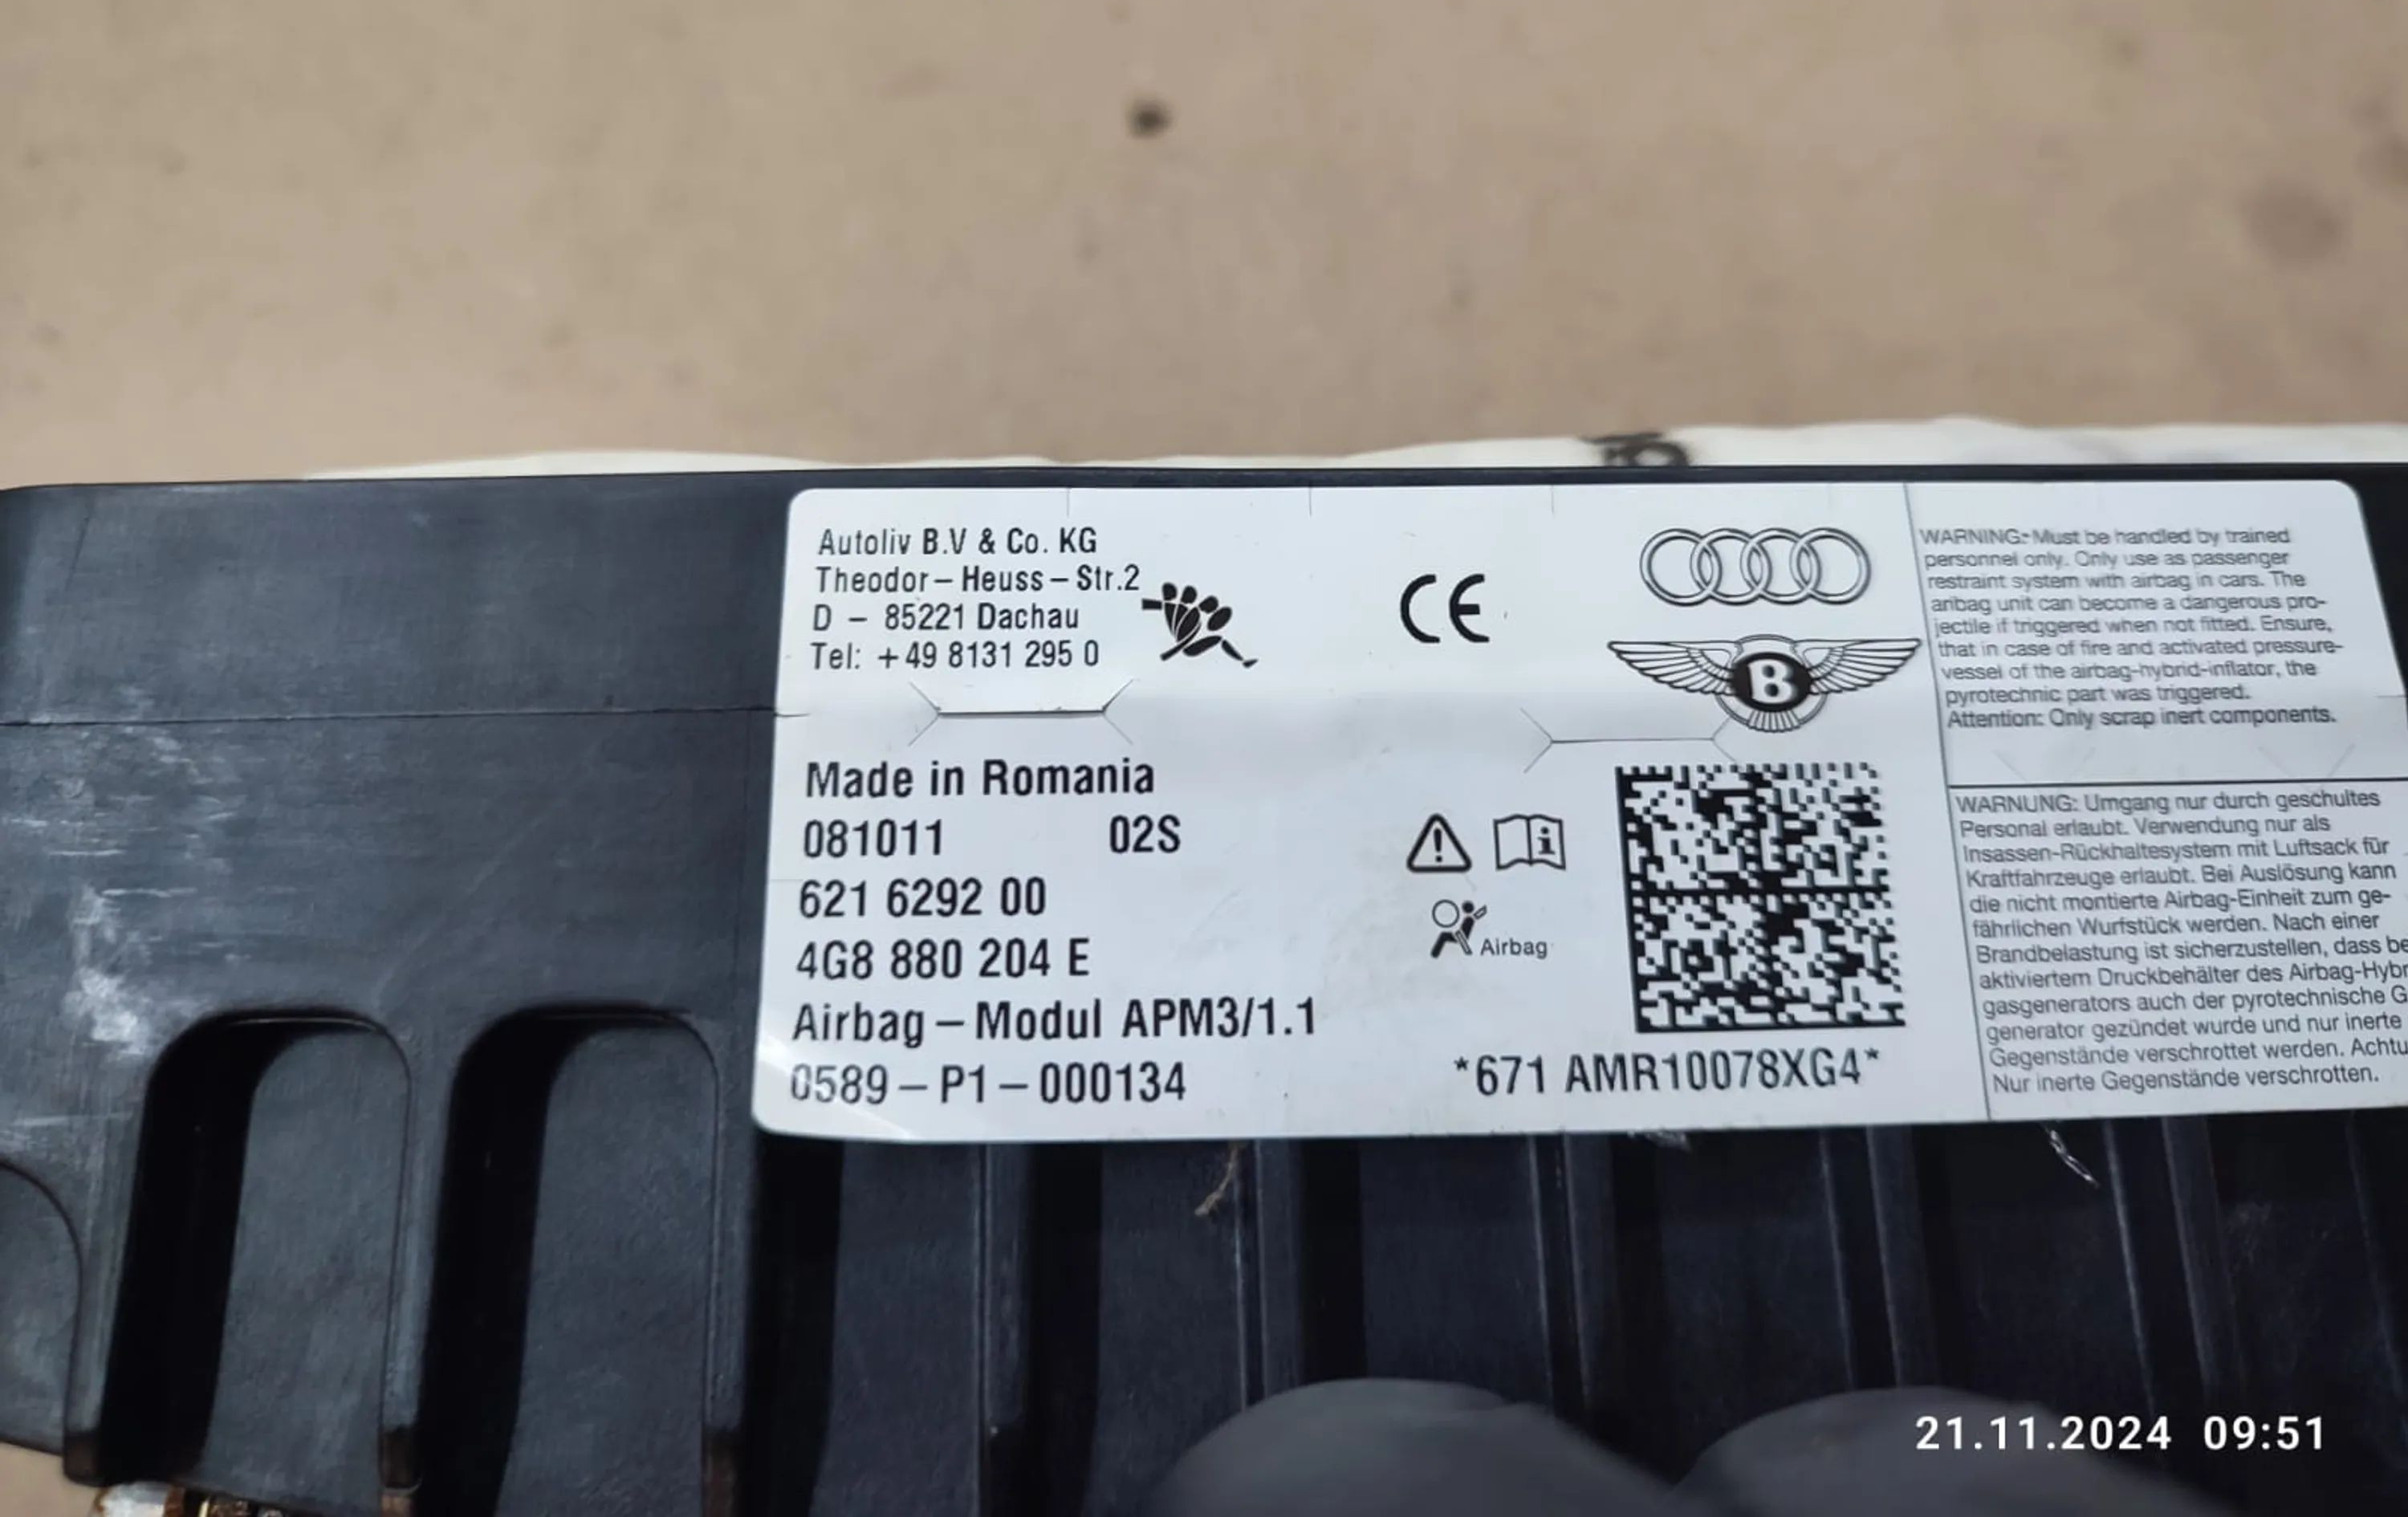 Autoliv B.V & Co. KG
Theodor – Heuss – Str.2
D – 85221 Dachau
Tel: +49 8131 295 0
CE
B
Made in Romania
081011 02S
621 6292 00
4G8 880 204 E
Airbag – Modul APM3/1.1
0589 – P1 – 000134
Airbag
*671 AMR10078XG4*
WARNING: Must be handled by trained
personnel only. Only use as passenger
restraint system with airbag in cars. The
aribag unit can become a dangerous pro-
jectile if triggered when not fitted. Ensure,
that in case of fire and activated pressure-
vessel of the airbag-hybrid-inflator, the
pyrotechnic part was triggered.
Attention: Only scrap inert components.
WARNUNG: Umgang nur durch geschultes
Personal erlaubt. Verwendung nur als
Insassen-Rückhaltesystem mit Luftsack für
Kraftfahrzeuge erlaubt. Bei Auslösung kann
die nicht montierte Airbag-Einheit zum ge-
fährlichen Wurfstück werden. Nach einer
Brandbelastung ist sicherzustellen, dass be
aktiviertem Druckbehälter des Airbag-Hybr
gasgenerators auch der pyrotechnische G
generator gezündet wurde und nur inerte
Gegenstände verschrottet werden. Achtu
Nur inerte Gegenstände verschrotten.
21.11.2024 09:51